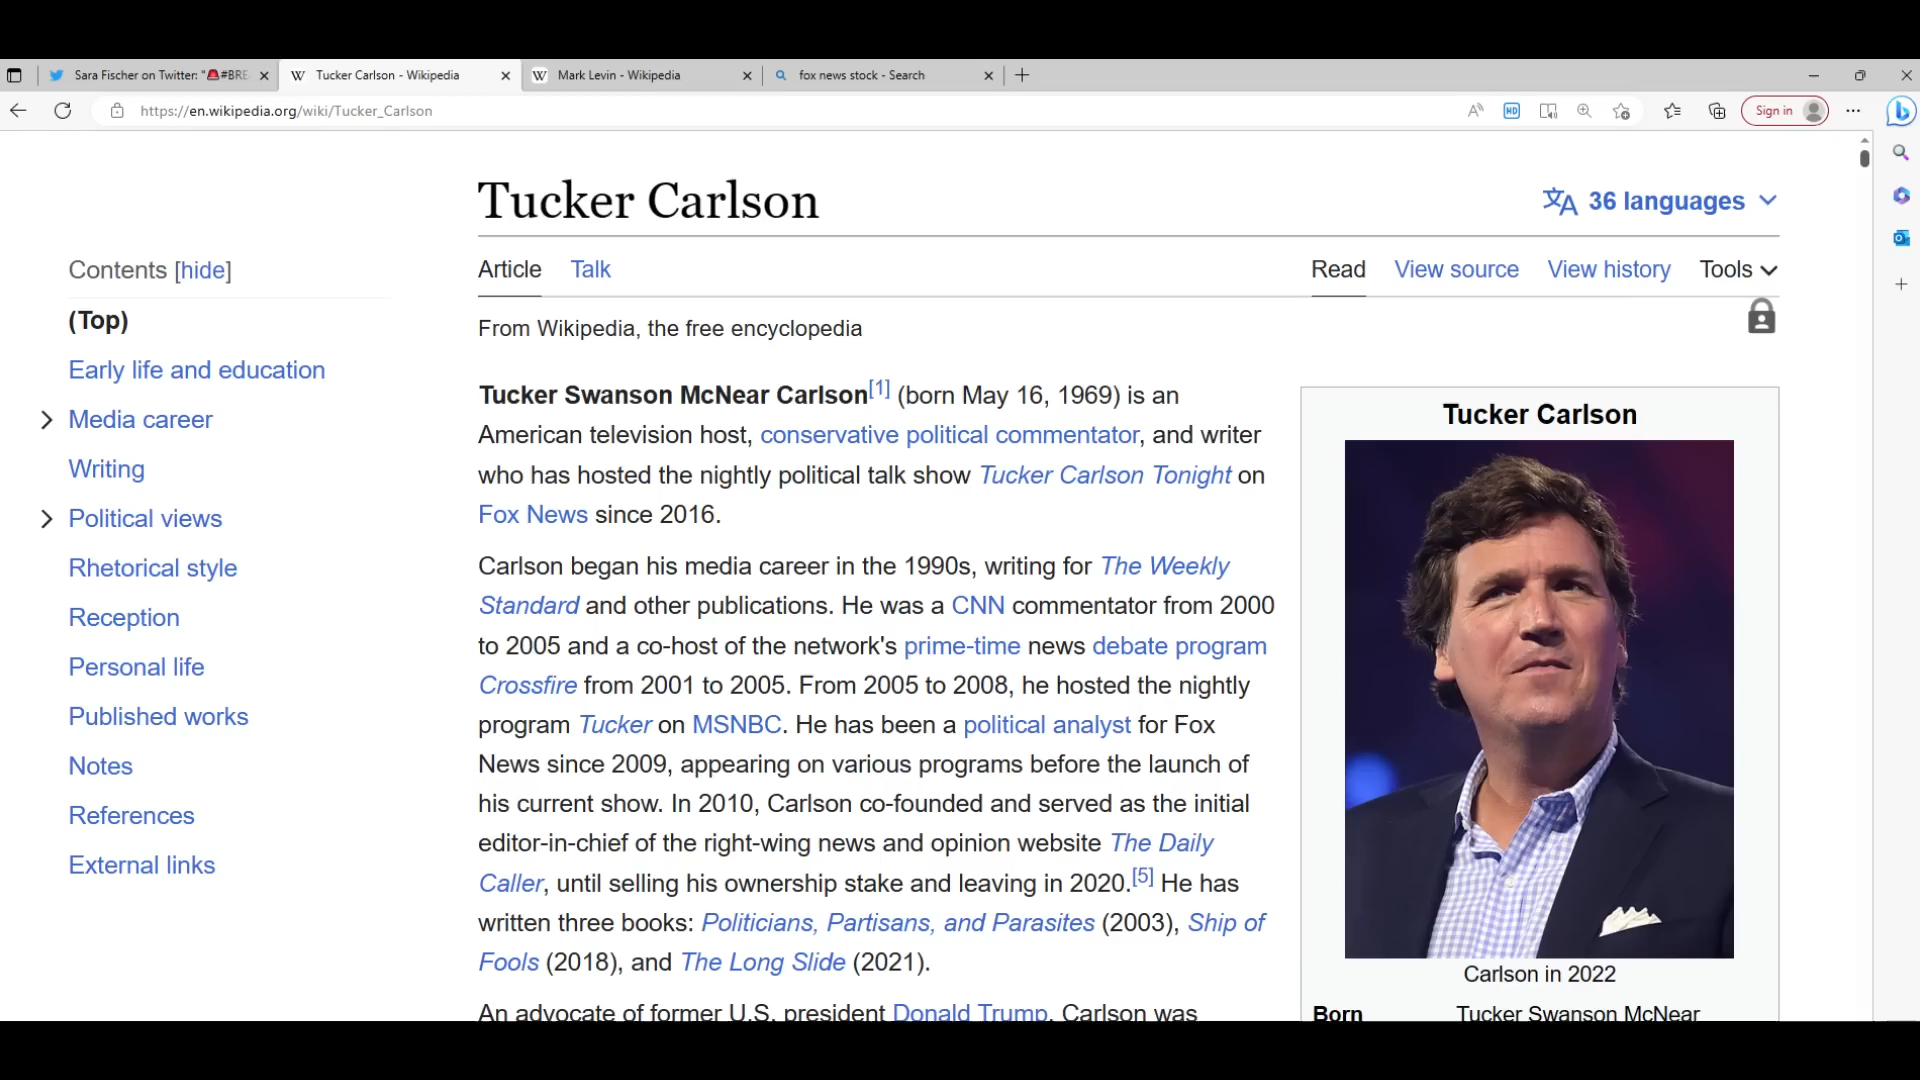 Sara Fischer on Twitter: "🚨#BRE
Tucker Carlson - Wikipedia
Mark Levin - Wikipedia
fox news stock - Search
https://en.wikipedia.org/wiki/Tucker_Carlson
HD
Sign in
Tucker Carlson
36 languages
Contents [hide]
Article Talk
Read View source View history Tools
(Top)
From Wikipedia, the free encyclopedia
Early life and education
Media career
Writing
Political views
Rhetorical style
Reception
Personal life
Published works
Notes
References
External links
Tucker Swanson McNear Carlson[1] (born May 16, 1969) is an
American television host, conservative political commentator, and writer
who has hosted the nightly political talk show Tucker Carlson Tonight on
Fox News since 2016.
Carlson began his media career in the 1990s, writing for The Weekly
Standard and other publications. He was a CNN commentator from 2000
to 2005 and a co-host of the network's prime-time news debate program
Crossfire from 2001 to 2005. From 2005 to 2008, he hosted the nightly
program Tucker on MSNBC. He has been a political analyst for Fox
News since 2009, appearing on various programs before the launch of
his current show. In 2010, Carlson co-founded and served as the initial
editor-in-chief of the right-wing news and opinion website The Daily
Caller, until selling his ownership stake and leaving in 2020.[5] He has
written three books: Politicians, Partisans, and Parasites (2003), Ship of
Fools (2018), and The Long Slide (2021).
An advocate of former U.S. president Donald Trump, Carlson was
Tucker Carlson
Carlson in 2022
Born Tucker Swanson McNear